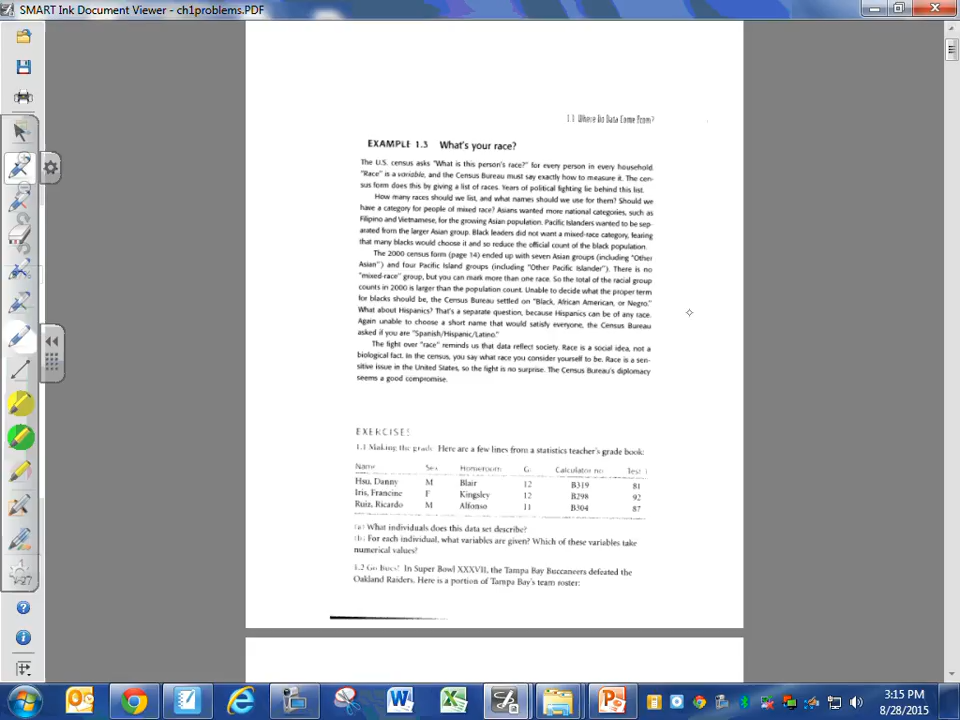 SMART Ink Document Viewer - ch1problems.PDF
1.1 Where Do Data Come From?
EXAMPLE 1.3 What's your race?
The U.S. census asks "What is this person's race?" for every person in every household
"Race" is a variable, and the Census Bureau must say exactly how to measure it. The cen-
sus form does this by giving a list of races. Years of political fighting lie behind this list.
How many races should we list, and what names should we use for them? Should we
have a category for people of mixed race? Asians wanted more national categories, such as
Filipino and Vietnamese, for the growing Asian population. Pacific Islanders wanted to be sep-
arated from the larger Asian group. Black leaders did not want a mixed-race category, fearing
that many blacks would choose it and so reduce the official count of the black population.
The 2000 census form (page 14) ended up with seven Asian groups (including "Other
Asian") and four Pacific Island groups (including "Other Pacific Islander"). There is no
"mixed-race" group, but you can mark more than one race. So the total of the racial group
counts in 2000 is larger than the population count. Unable to decide what the proper term
for blacks should be, the Census Bureau settled on "Black, African American, or Negro."
What about Hispanics? That's a separate question, because Hispanics can be of any race.
Again unable to choose a short name that would satisfy everyone, the Census Bureau
asked if you are "Spanish/Hispanic/Latino."
The fight over "race" reminds us that data reflect society. Race is a social idea, not a
biological fact. In the census, you say what race you consider yourself to be. Race is a sen-
sitive issue in the United States, so the fight is no surprise. The Census Bureau's diplomacy
seems a good compromise.
EXERCISES
1.1 Making the grade Here are a few lines from a statistics teacher's grade book:
Name Sex Homeroom Calculator no Test 1
Hsu, Danny M Blair 12 B319 81
Iris, Francine F Kingsley 12 B298 92
Ruiz, Ricardo M Alfonso 11 B304 87
(a) What individuals does this data set describe?
(b) For each individual, what variables are given? Which of these variables take
numerical values?
1.2 Go Bucs! In Super Bowl XXXVII, the Tampa Bay Buccaneers defeated the
Oakland Raiders. Here is a portion of Tampa Bay's team roster:
3:15 PM
8/28/2015